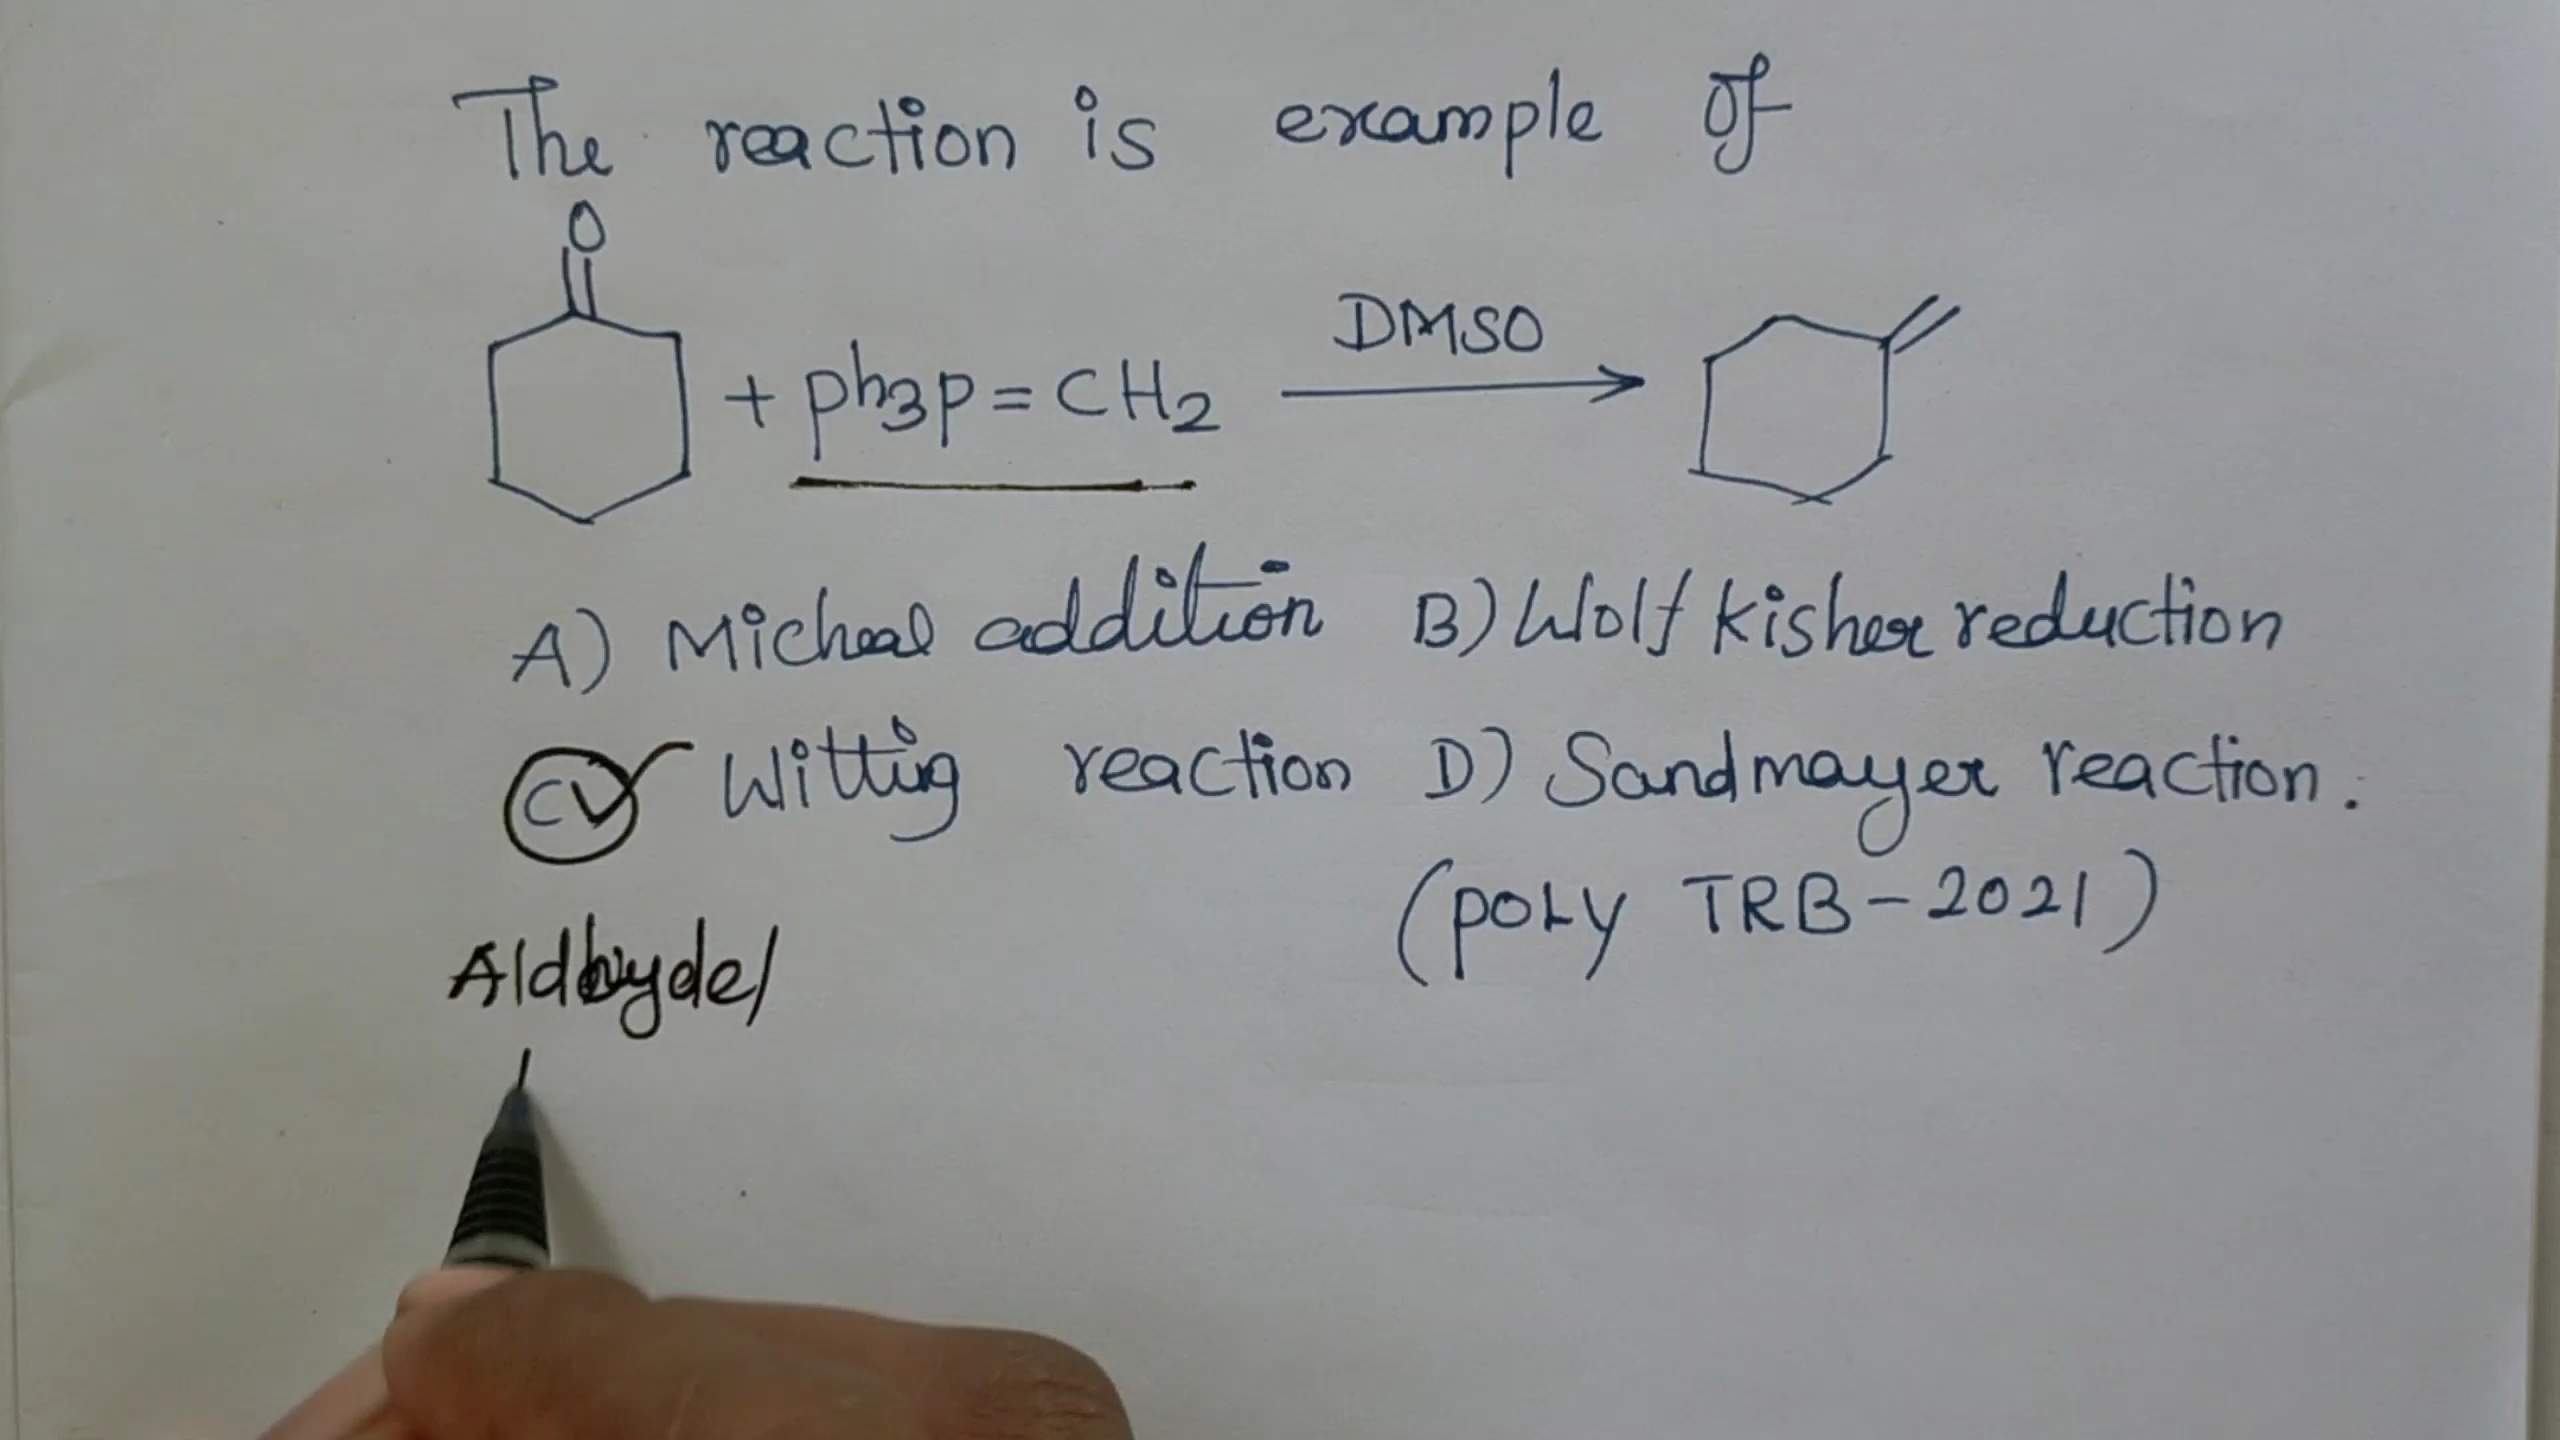 The reaction is example of
O
+ ph3p = CH2 DMSO
A) Micheal addition B) Wolf kisher reduction
C) Wittig reaction D) Sandmayer reaction.
(poLy TRB - 2021)
Aldhyde/